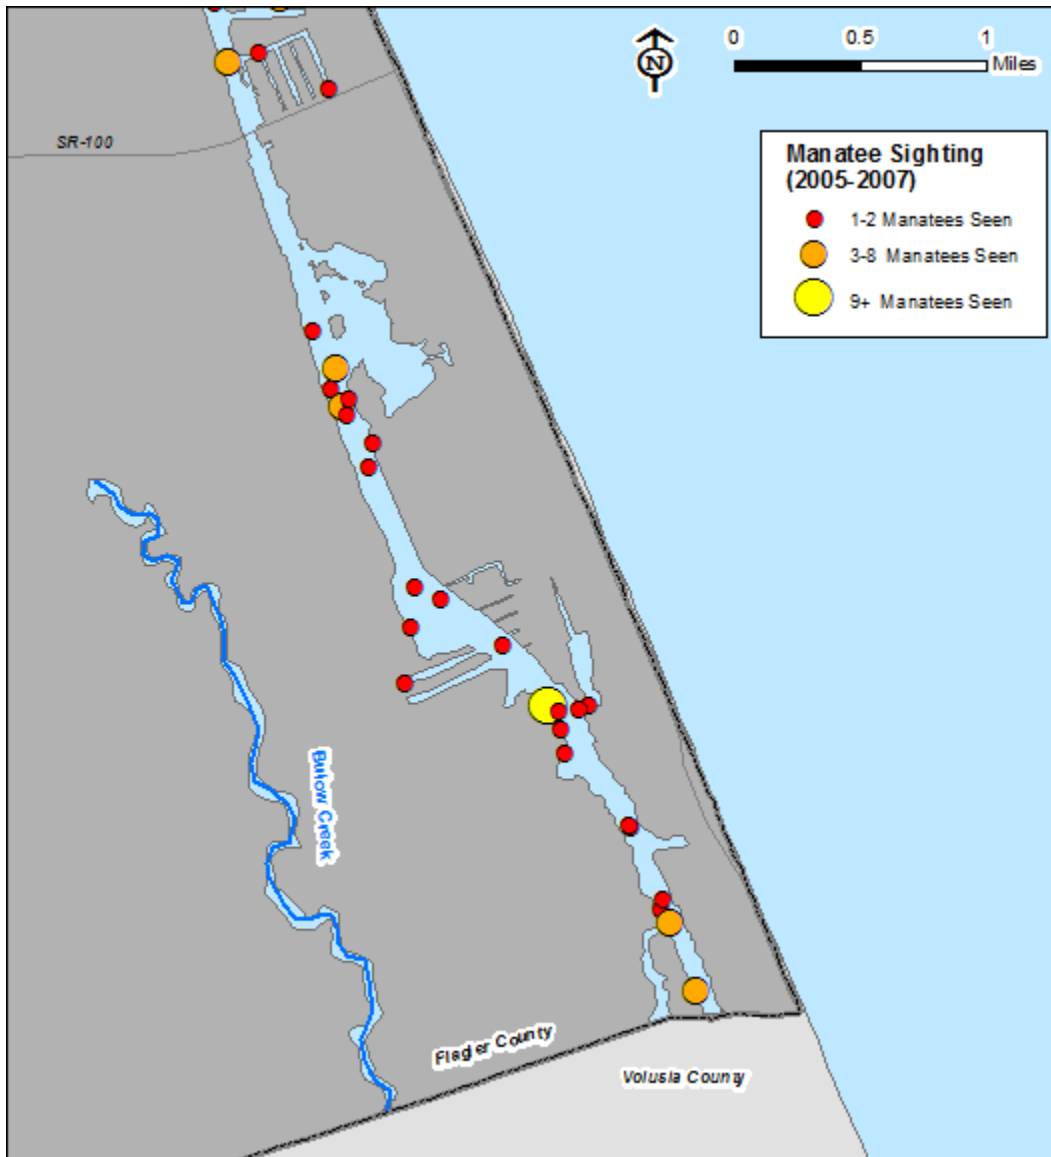 SR-100
N
0 0.5 1
Miles
Manatee Sighting
(2005-2007)
1-2 Manatees Seen
3-8 Manatees Seen
9+ Manatees Seen
Bulow Creek
Flagler County
Volusia County